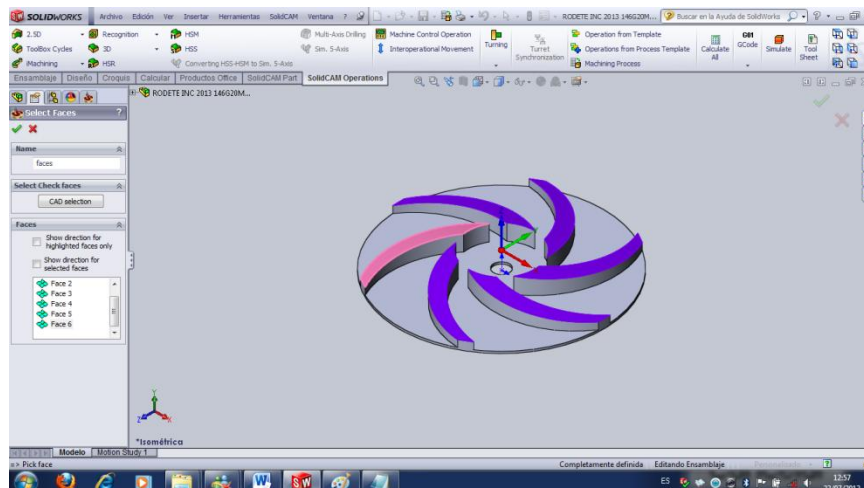 SOLIDWORKS Archivo Edición Ver Insertar Herramientas SolidCAM Ventana ? RODETE INC 2013 146G20M... Buscar en la Ayuda de SolidWorks
2.5D Recognition HSM Multi-Axis Drilling Machine Control Operation Turning Turret Synchronization Operation from Template Calculate All G01 GCode Simulate Tool Sheet
ToolBox Cycles 3D HSS Sim. 5-Axis Interoperational Movement Operations from Process Template
iMachining HSR Converting HSS-HSM to Sim. 5-Axis Machining Process
Ensamblaje Diseño Croquis Calcular Productos Office SolidCAM Part SolidCAM Operations
RODETE INC 2013 146G20M...
Select Faces ?
Name
faces
Select Check faces
CAD selection
Faces
Show direction for
highlighted faces only
Show direction for
selected faces
Face 2
Face 3
Face 4
Face 5
Face 6
Y
Z X
*Isométrica
Modelo Motion Study 1
=> Pick face Completamente definida Editando Ensamblaje
ES 12:57